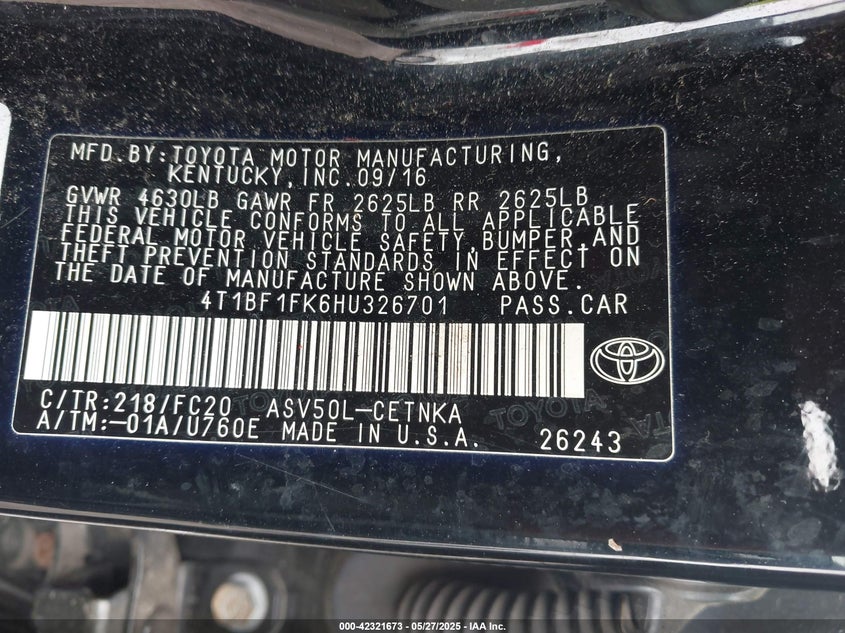 MFD.BY:TOYOTA MOTOR MANUFACTURING,
KENTUCKY,INC.09/16
GVWR 4630LB GAWR FR 2625LB RR 2625LB
THIS VEHICLE CONFORMS TO ALL APPLICABLE
FEDERAL MOTOR VEHICLE SAFETY,BUMPER,AND
THEFT PREVENTION STANDARDS IN EFFECT ON
THE DATE OF MANUFACTURE SHOWN ABOVE.
4T1BF1FK6HU326701 PASS.CAR
C/TR:218/FC20 ASV50L-CETNKA
A/TM:-01A/U760E MADE IN U.S.A. 26243
TOYOTA
000-42321673 - 05/27/2025 - IAA Inc.